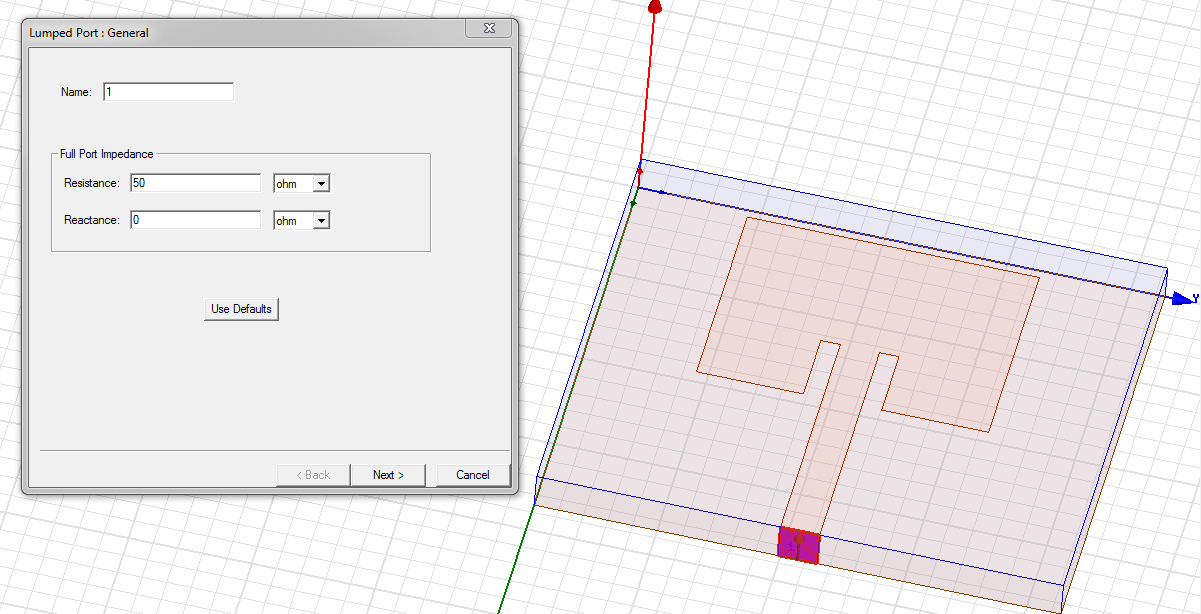 Lumped Port : General
Name: 1
Full Port Impedance
Resistance: 50 ohm
Reactance: 0 ohm
Use Defaults
< Back Next > Cancel
Y